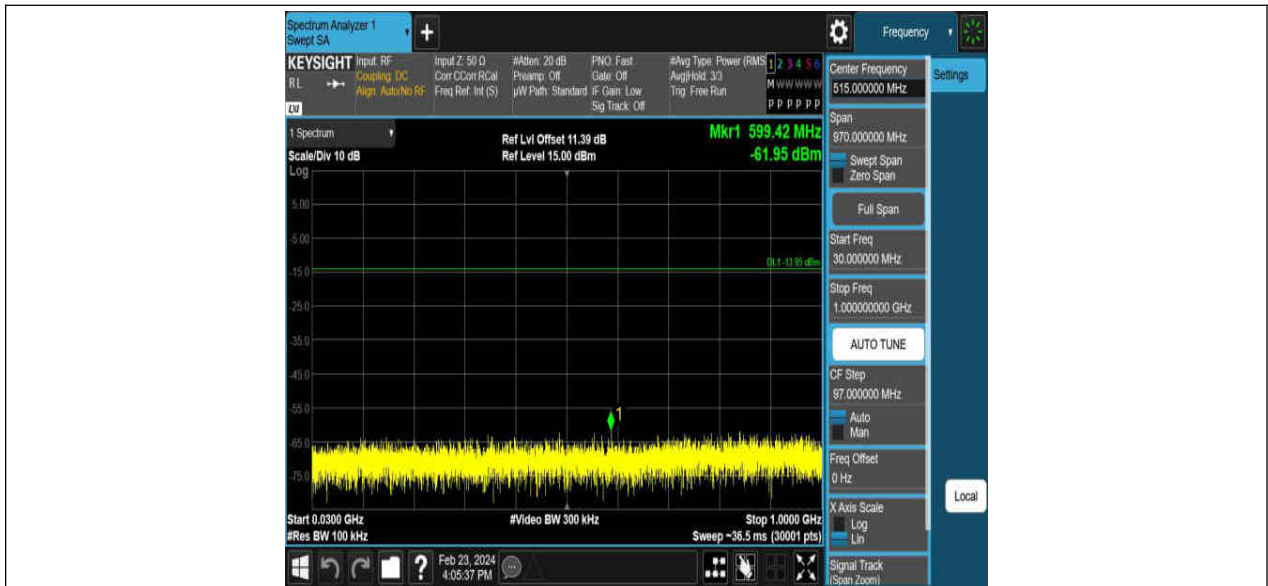 Spectrum Analyzer 1
Swept SA
+
Frequency
KEYSIGHT
RL
LXI
Input: RF
Coupling: DC
Align: Auto/No RF
Input Z: 50 Ω
Corr CCorr RCal
Freq Ref: Int (S)
#Atten: 20 dB
Preamp: Off
µW Path: Standard
PNO: Fast
Gate: Off
IF Gain: Low
Sig Track: Off
#Avg Type: Power (RMS
Avg|Hold: 3/3
Trig: Free Run
1 2 3 4 5 6
M W W W W W
P P P P P P
Center Frequency
515.000000 MHz
Settings
1 Spectrum
Scale/Div 10 dB
Log
Ref Lvl Offset 11.39 dB
Ref Level 15.00 dBm
Mkr1 599.42 MHz
-61.95 dBm
Span
970.000000 MHz
Swept Span
Zero Span
Full Span
Start Freq
30.000000 MHz
Stop Freq
1.000000000 GHz
AUTO TUNE
CF Step
97.000000 MHz
Auto
Man
Freq Offset
0 Hz
X Axis Scale
Log
Lin
Signal Track
(Span Zoom)
Local
5.00
-5.00
DL1 -13.95 dBm
-15.0
-25.0
-35.0
-45.0
-55.0
1
-65.0
-75.0
Start 0.0300 GHz
#Res BW 100 kHz
#Video BW 300 kHz
Stop 1.0000 GHz
Sweep ~36.5 ms (30001 pts)
?
Feb 23, 2024
4:05:37 PM